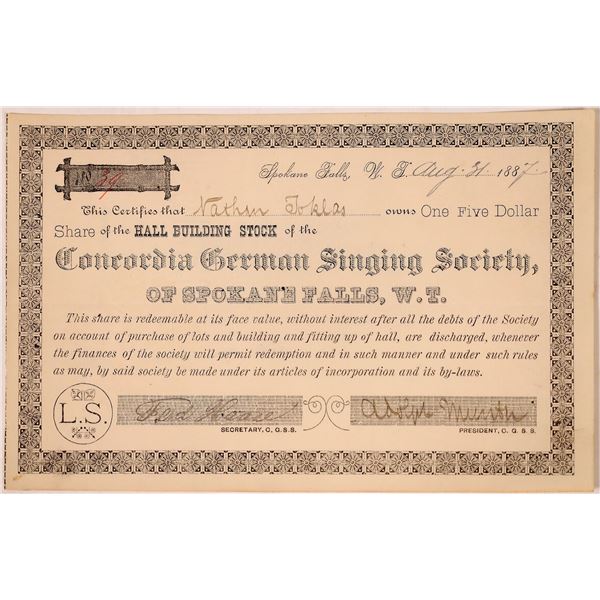 No 39
Spokane Falls, W. T. Aug. 31 1887
This Certifies that Nathan Toklas owns One Five Dollar
Share of the HALL BUILDING STOCK of the
Concordia German Singing Society,
OF SPOKANE FALLS, W. T.
This share is redeemable at its face value, without interest after all the debts of the Society
on account of purchase of lots and building and fitting up of hall, are discharged, whenever
the finances of the society will permit redemption and in such manner and under such rules
as may, by said society be made under its articles of incorporation and its by-laws.
L. S.
Fred
Adolph
SECRETARY, C. G. S. S.
PRESIDENT, C. G. S. S.